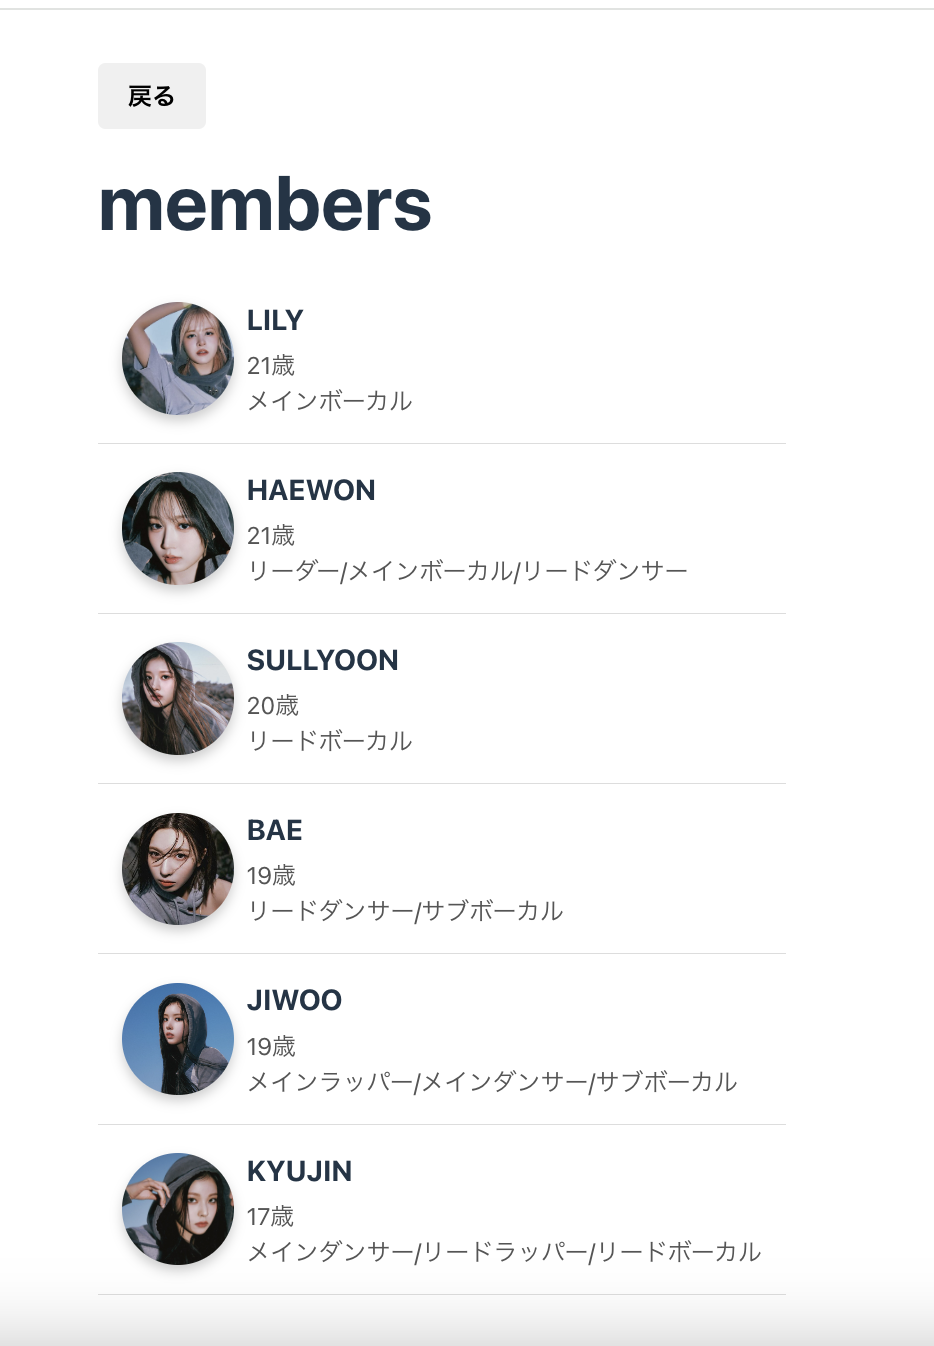 戻る
members
LILY
21歳
メインボーカル
HAEWON
21歳
リーダー/メインボーカル/リードダンサー
SULLYOON
20歳
リードボーカル
BAE
19歳
リードダンサー/サブボーカル
JIWOO
19歳
メインラッパー/メインダンサー/サブボーカル
KYUJIN
17歳
メインダンサー/リードラッパー/リードボーカル